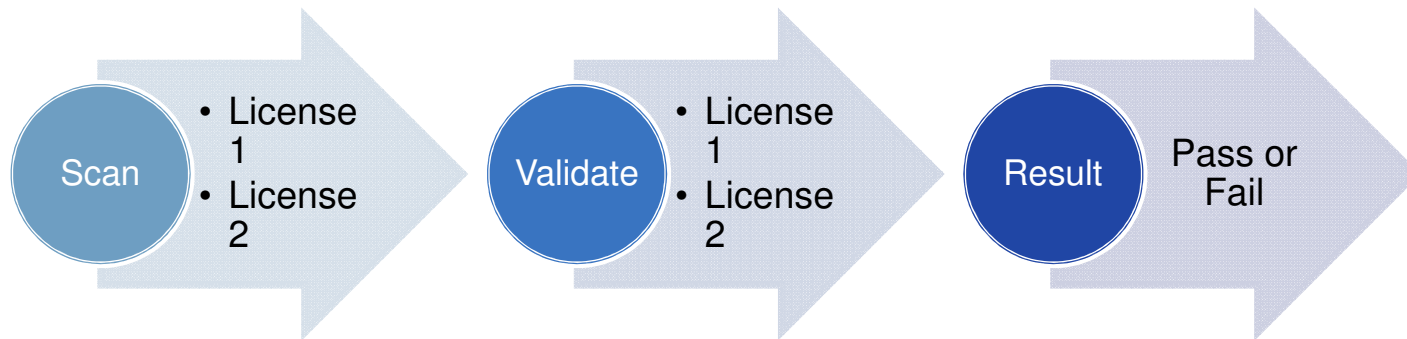 Scan
• License
1
• License
2
Validate
• License
1
• License
2
Result
Pass or
Fail